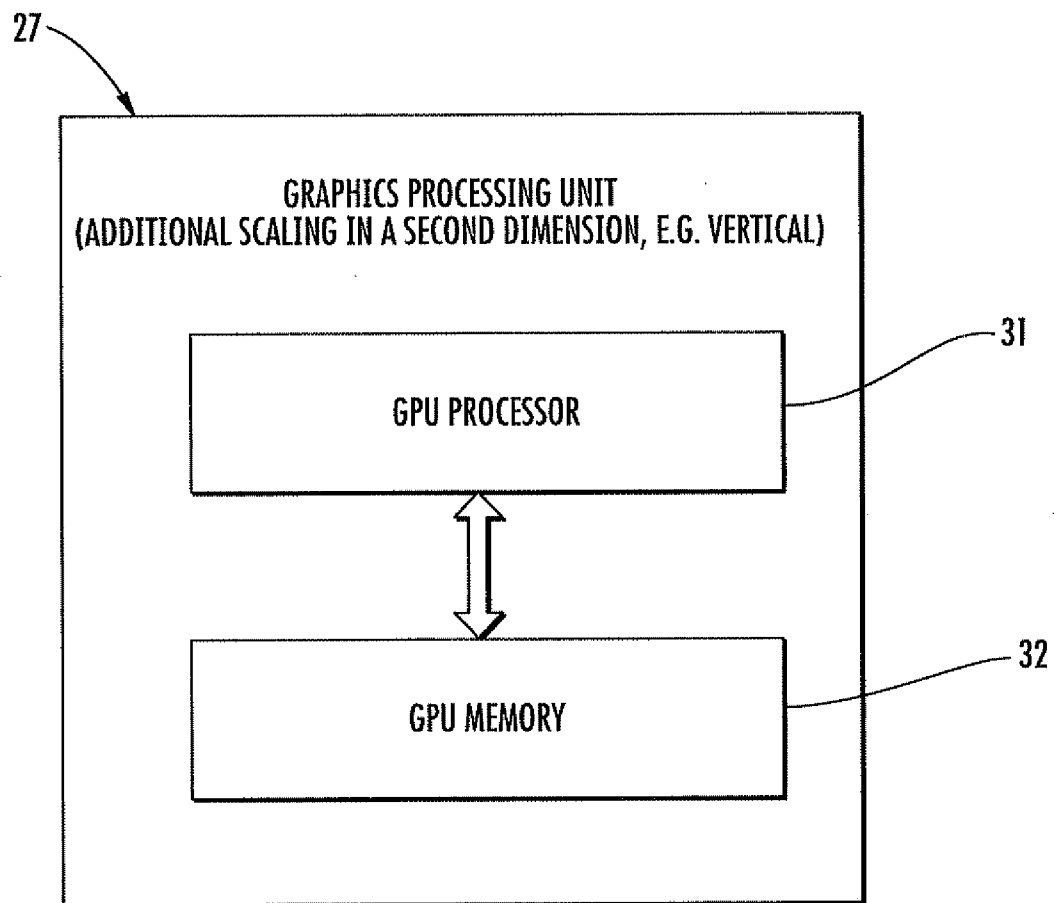 27
GRAPHICS PROCESSING UNIT
(ADDITIONAL SCALING IN A SECOND DIMENSION, E.G. VERTICAL)
31
GPU PROCESSOR
32
GPU MEMORY